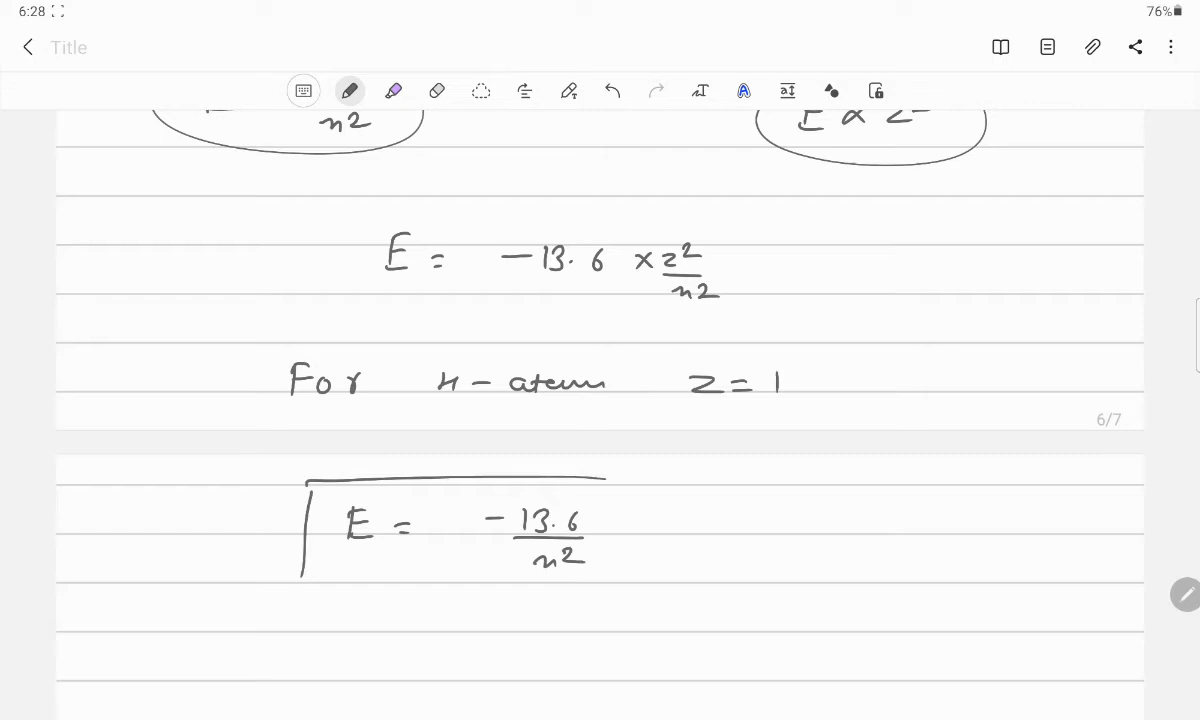 6:28 76%
Title
n2
E ∝ z
E = -13.6 × z²/n2
For H-atom z = 1
6/7
E = -13.6/n2